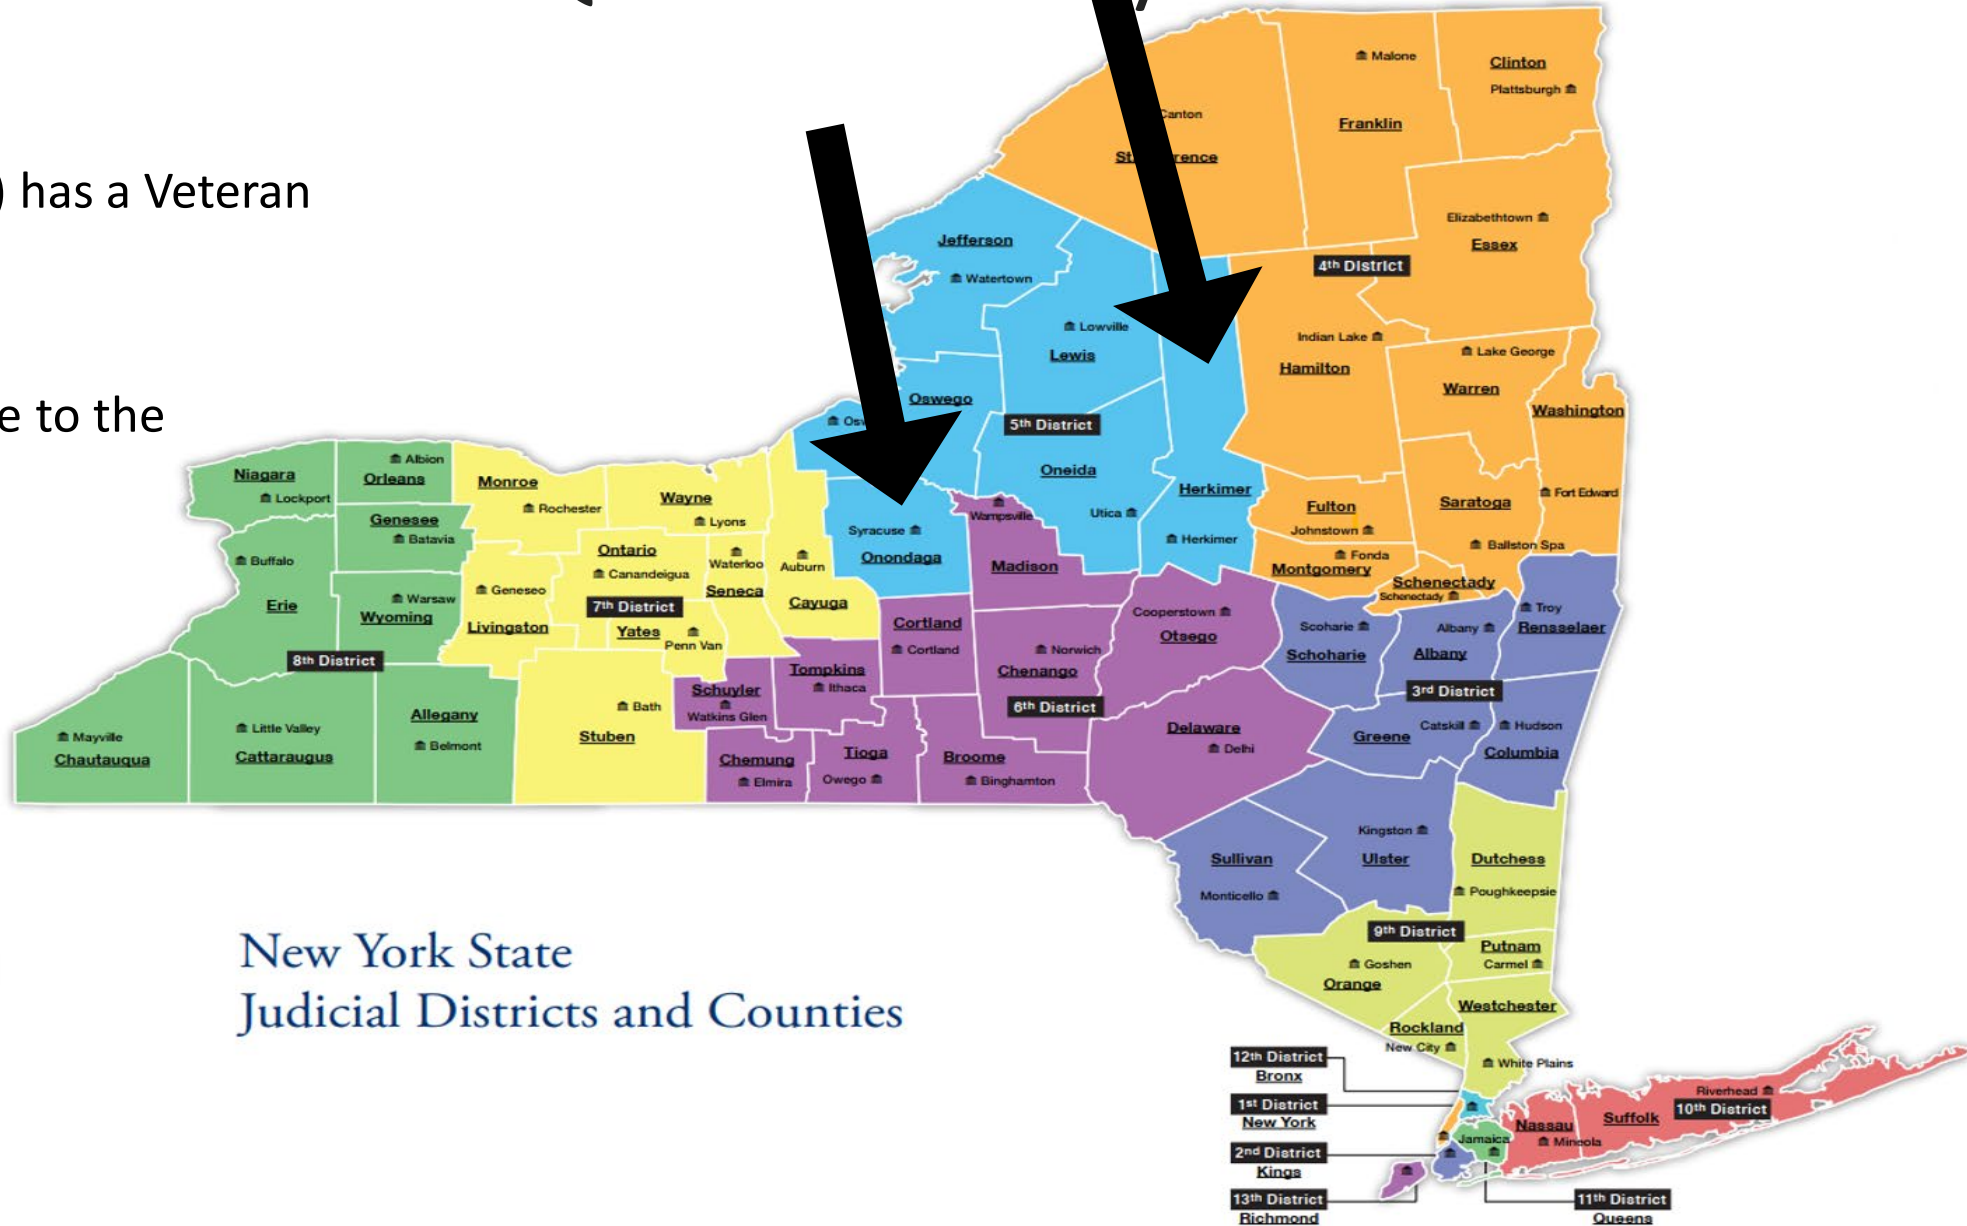 ) has a Veteran
e to the
Malone
Clinton
Plattsburgh
Canton
Franklin
Elizabethtown
Essex
Jefferson
Watertown
4th District
Lowville
Lewis
Indian Lake
Hamilton
Lake George
Warren
Washington
Oswego
5th District
Oneida
Herkimer
Utica
Herkimer
Fulton
Johnstown
Saratoga
Fort Edward
Ballston Spa
Fonda
Montgomery
Schenectady
Schenectady
Niagara
Lockport
Albion
Orleans
Genesee
Batavia
Buffalo
Erie
Warsaw
Wyoming
8th District
Monroe
Rochester
Wayne
Lyons
Ontario
Canandeigua
Waterloo
Seneca
Auburn
Cayuga
Geneseo
Livingston
7th District
Yates
Penn Van
Syracuse
Onondaga
Wampsville
Madison
Cortland
Cortland
Norwich
Chenango
6th District
Cooperstown
Otsego
Scoharie
Schoharie
Albany
Albany
Troy
Rensselaer
3rd District
Mayville
Chautauqua
Little Valley
Cattaraugus
Allegany
Belmont
Bath
Stuben
Schuyler
Watkins Glen
Tompkins
Ithaca
Chemung
Elmira
Tioga
Owego
Broome
Binghamton
Delaware
Delhi
Greene
Catskill
Hudson
Columbia
Kingston
Ulster
Sullivan
Monticello
Dutchess
Poughkeepsie
9th District
Goshen
Orange
Putnam
Carmel
Westchester
Rockland
New City
White Plains
New York State
Judicial Districts and Counties
12th District
Bronx
1st District
New York
2nd District
Kings
13th District
Richmond
Jamaica
Nassau
Mineola
Suffolk
Riverhead
10th District
11th District
Queens